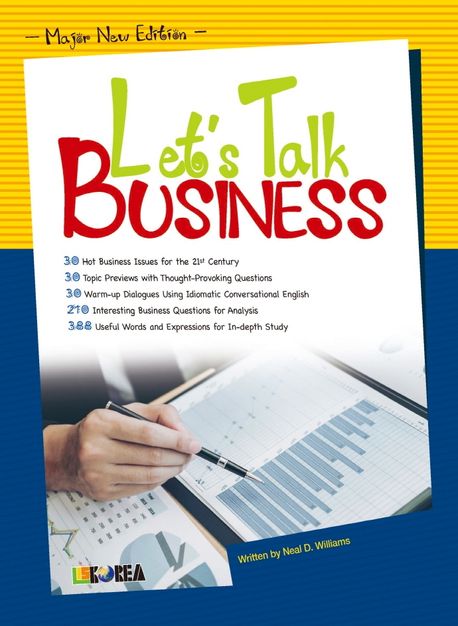 — Major New Edition —
Let's Talk
BUSINESS
30 Hot Business Issues for the 21st Century
30 Topic Previews with Thought-Provoking Questions
30 Warm-up Dialogues Using Idiomatic Conversational English
210 Interesting Business Questions for Analysis
388 Useful Words and Expressions for In-depth Study
Written by Neal D. Williams
LISKOREA